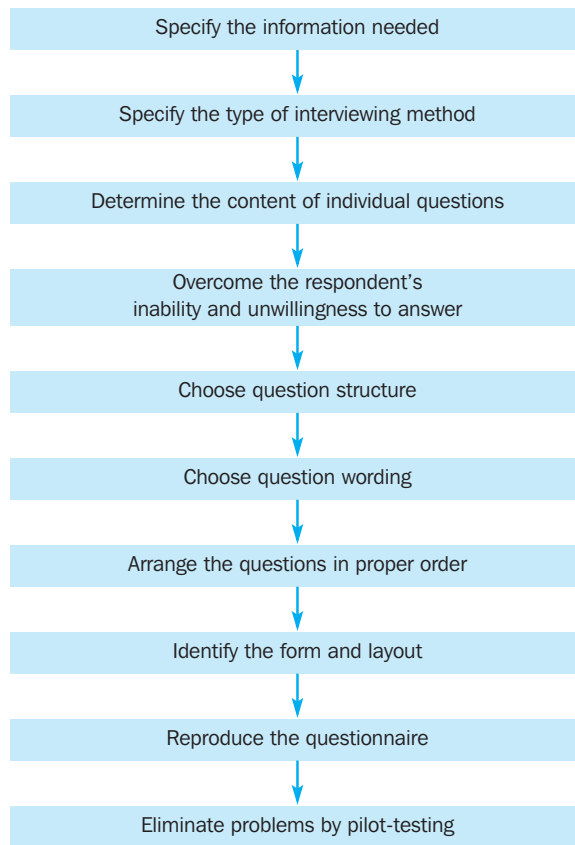 Specify the information needed
Specify the type of interviewing method
Determine the content of individual questions
Overcome the respondent’s
inability and unwillingness to answer
Choose question structure
Choose question wording
Arrange the questions in proper order
Identify the form and layout
Reproduce the questionnaire
Eliminate problems by pilot-testing